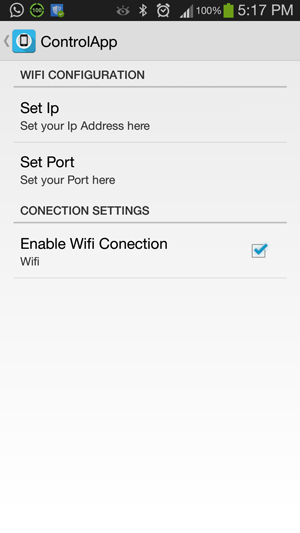 100 100% 5:17 PM
ControlApp
WIFI CONFIGURATION
Set Ip
Set your Ip Address here
Set Port
Set your Port here
CONECTION SETTINGS
Enable Wifi Conection
Wifi